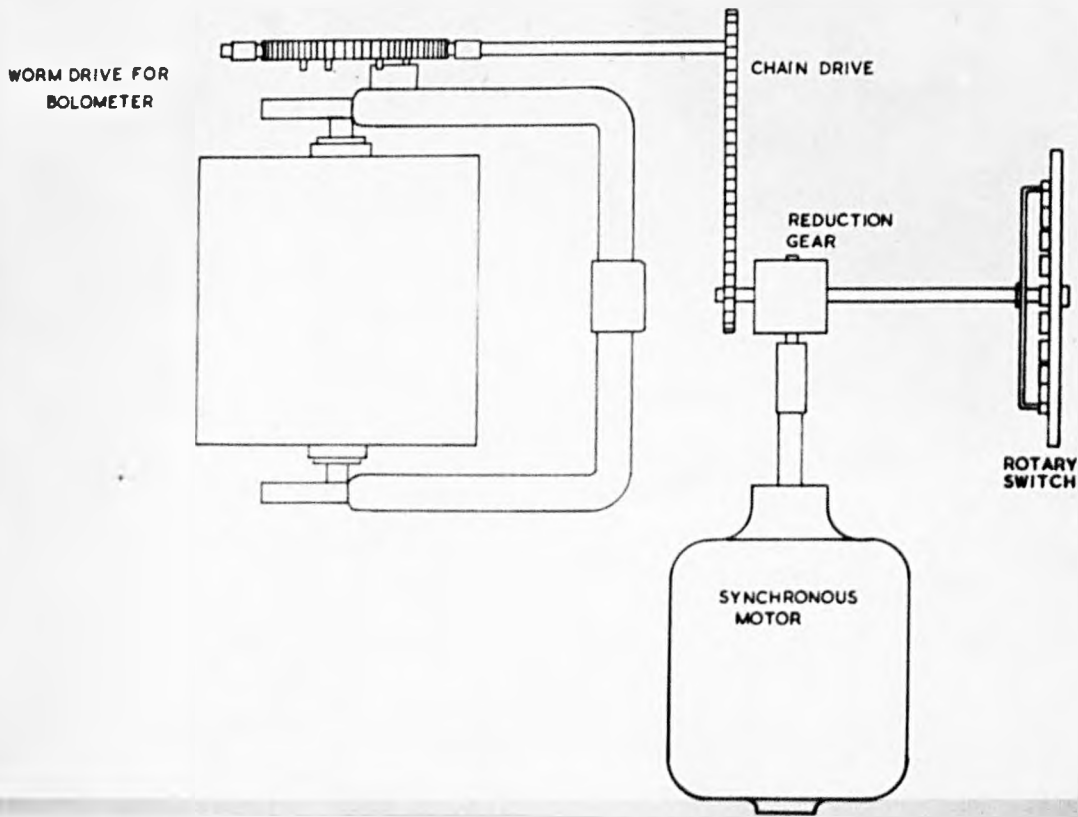 WORM DRIVE FOR
BOLOMETER
CHAIN DRIVE
REDUCTION
GEAR
ROTARY
SWITCH
SYNCHRONOUS
MOTOR